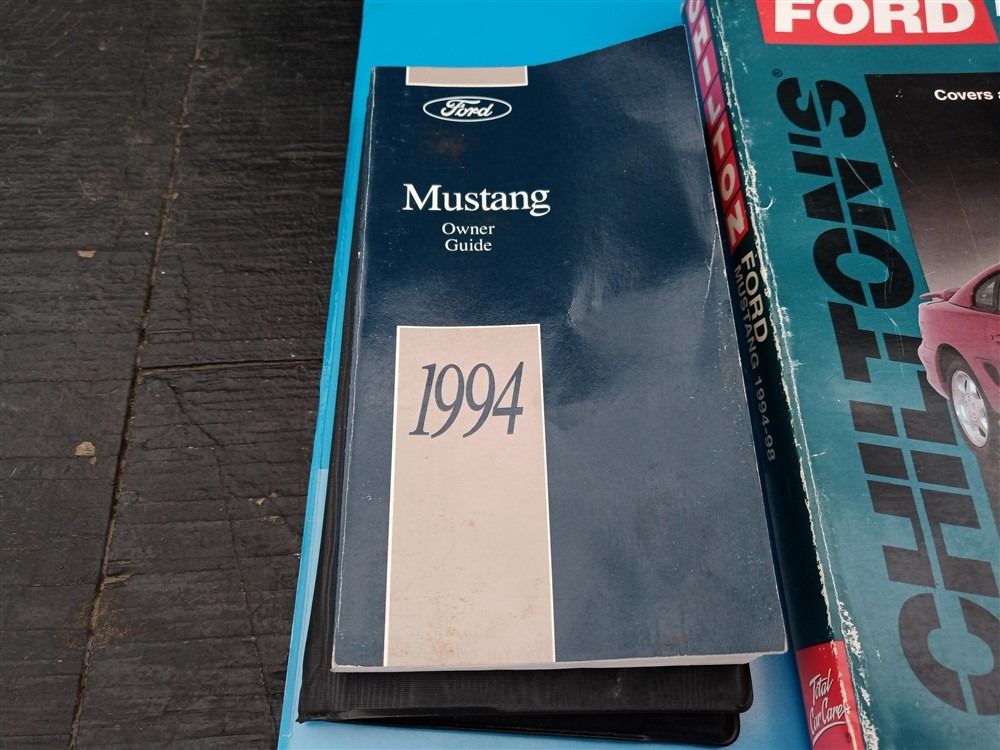 Ford
Mustang
Owner
Guide
1994
CHILTON
FORD
MUSTANG 1994-98
Total
Car Care
FORD
CHILTON'S
Covers